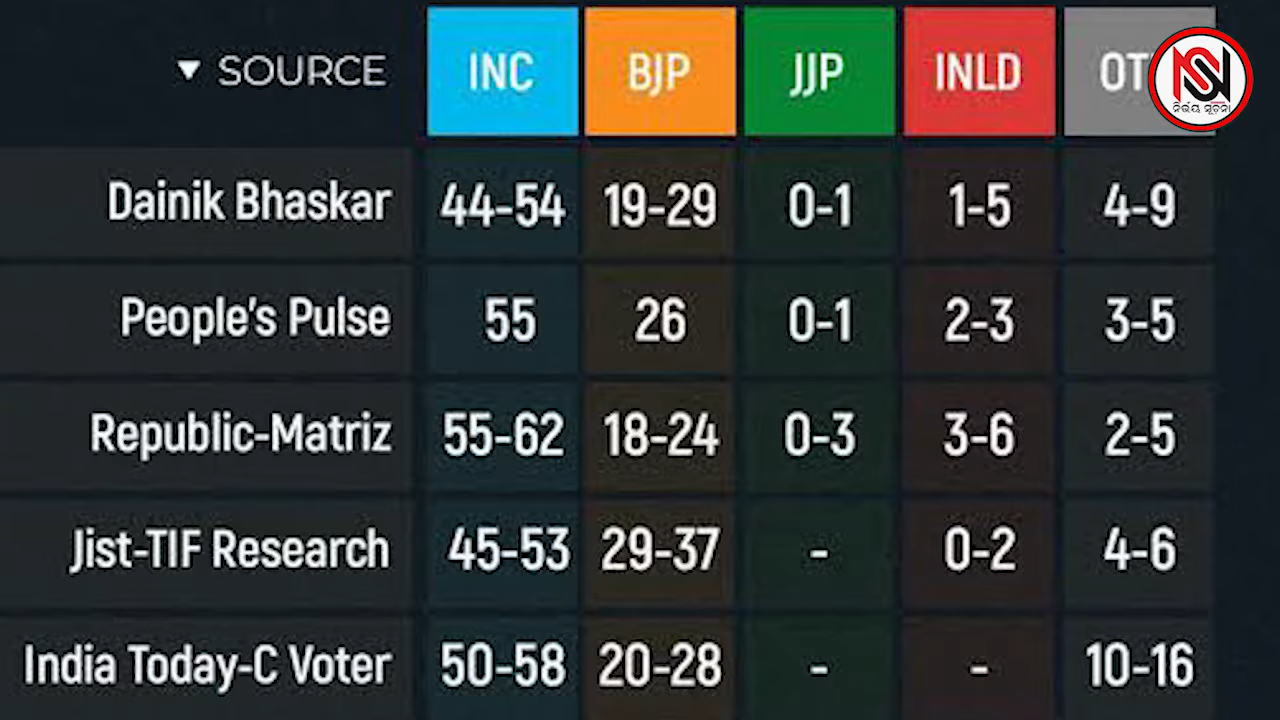 ▼ SOURCE INC BJP JJP INLD OT
NS
ନିର୍ଭୟ ସୂଚନା
Dainik Bhaskar 44-54 19-29 0-1 1-5 4-9
People's Pulse 55 26 0-1 2-3 3-5
Republic-Matriz 55-62 18-24 0-3 3-6 2-5
Jist-TIF Research 45-53 29-37 - 0-2 4-6
India Today-C Voter 50-58 20-28 - - 10-16